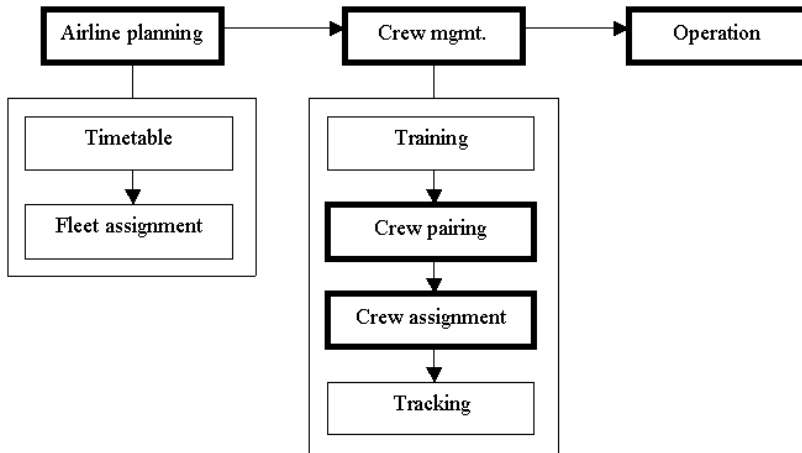 Airline planning
Crew mgmt.
Operation
Timetable
Fleet assignment
Training
Crew pairing
Crew assignment
Tracking